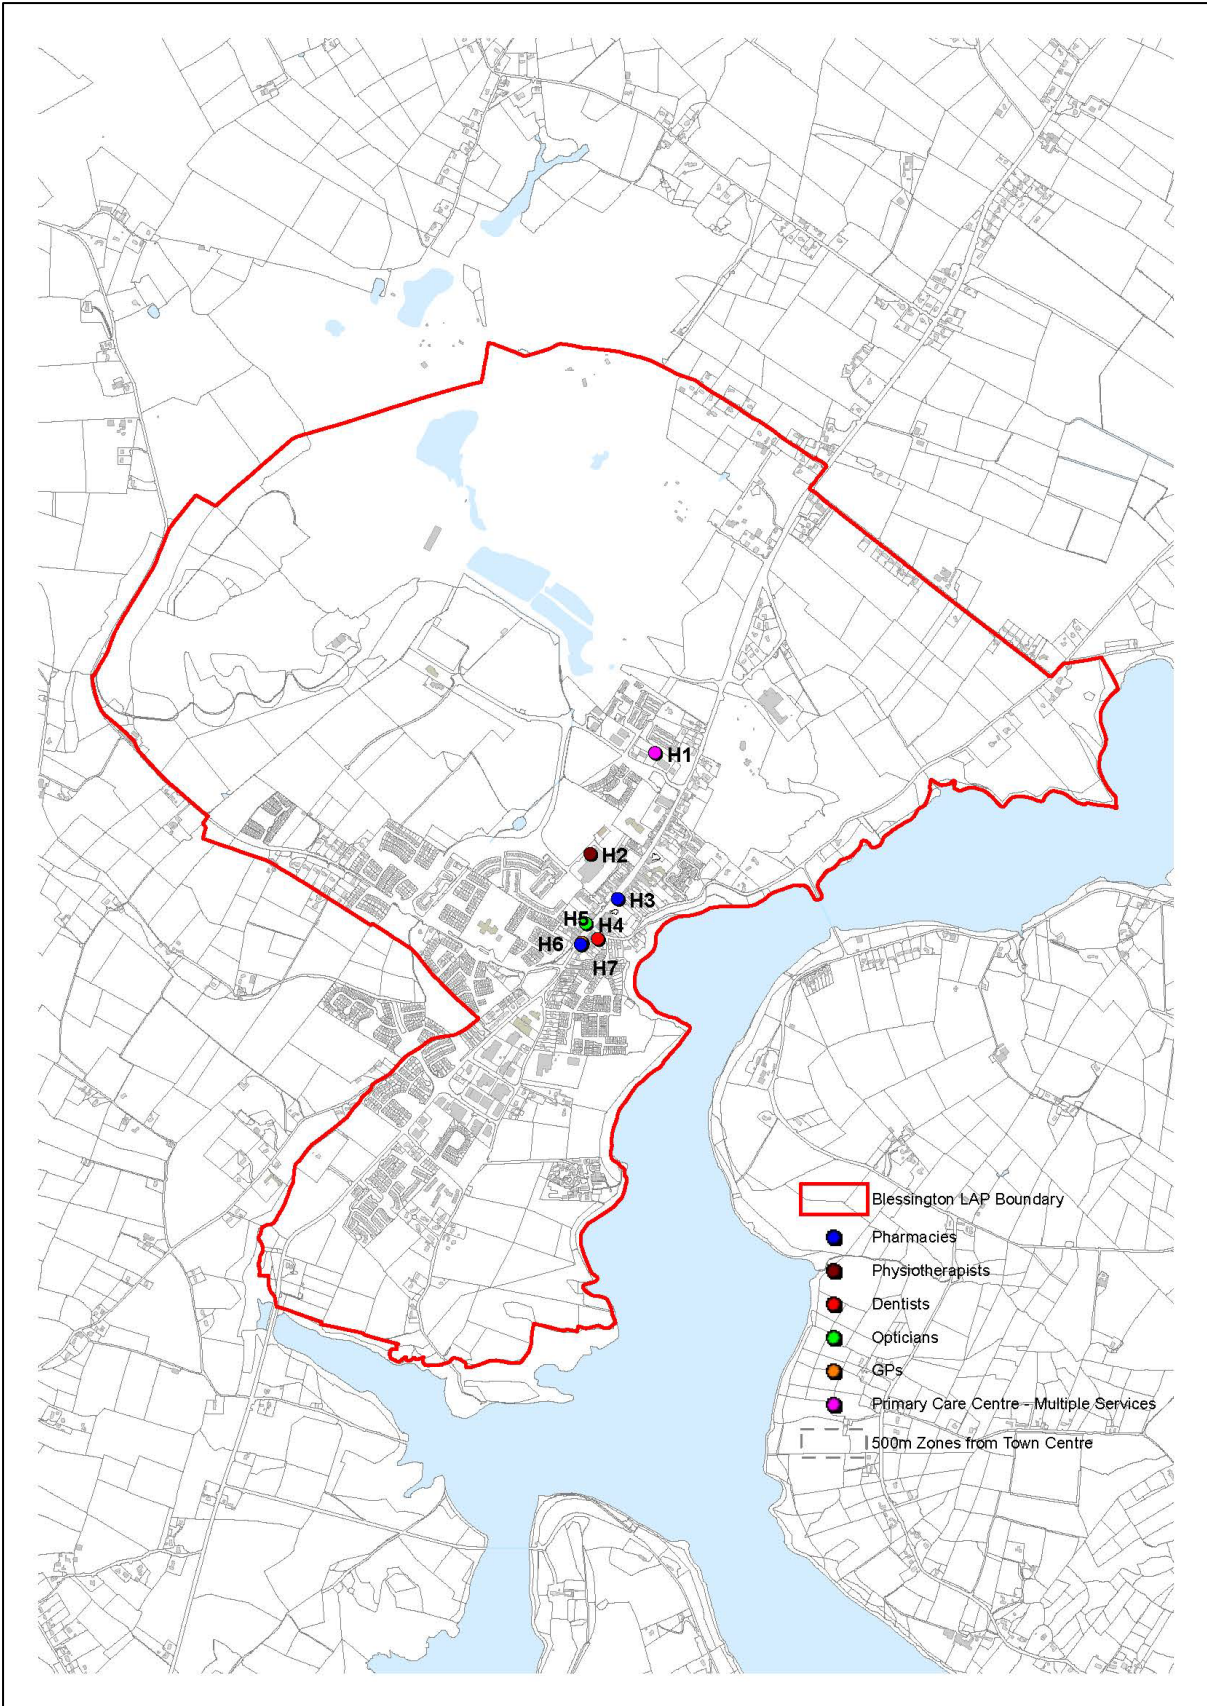 H1
H2
H3
H5
H4
H6
H7
Blessington LAP Boundary
Pharmacies
Physiotherapists
Dentists
Opticians
GPs
Primary Care Centre - Multiple Services
500m Zones from Town Centre